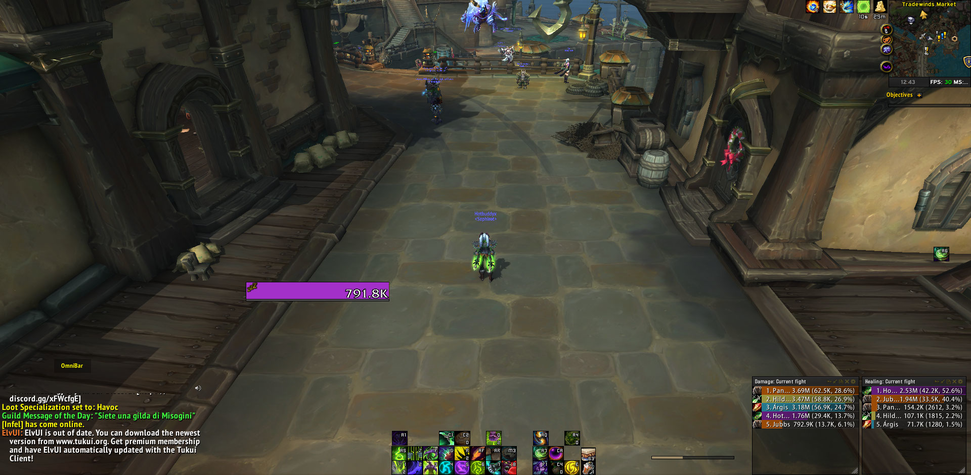 Tradewinds Market
10s 25m
12:43
FPS: 30 MS:
Objectives +
791.8K
OmniBar
discord.gg/xFWcfgE]
Loot Specialization set to: Havoc
Guild Message of the Day: "Siete una gilda di Misogini"
[Infel] has come online.
ElvUI: ElvUI is out of date. You can download the newest
version from www.tukui.org. Get premium membership
and have ElvUI automatically updated with the Tukui
Client!
Damage: Current fight
1. Pan... 3.69M (62.5K, 28.6%)
2. Hild... 3.47M (58.8K, 26.9%)
3. Argis 3.18M (56.9K, 24.7%)
4. Hot... 1.76M (29.4K, 13.7%)
5. Jubbs 792.9K (13.7K, 6.1%)
Healing: Current fight
1. Ho... 2.53M (42.2K, 52.6%)
2. Jub... 1.94M (33.5K, 40.4%)
3. Pan... 154.2K (2612, 3.2%)
4. Hild... 107.1K (1815, 2.2%)
5. Argis 71.7K (1280, 1.5%)